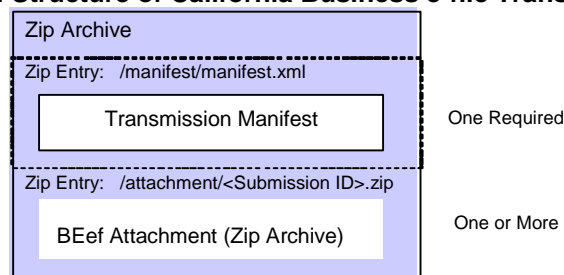 Structure of California Business e-file Trans
Zip Archive
Zip Entry: /manifest/manifest.xml
Transmission Manifest
One Required
Zip Entry: /attachment/<Submission ID>.zip
BEef Attachment (Zip Archive)
One or More